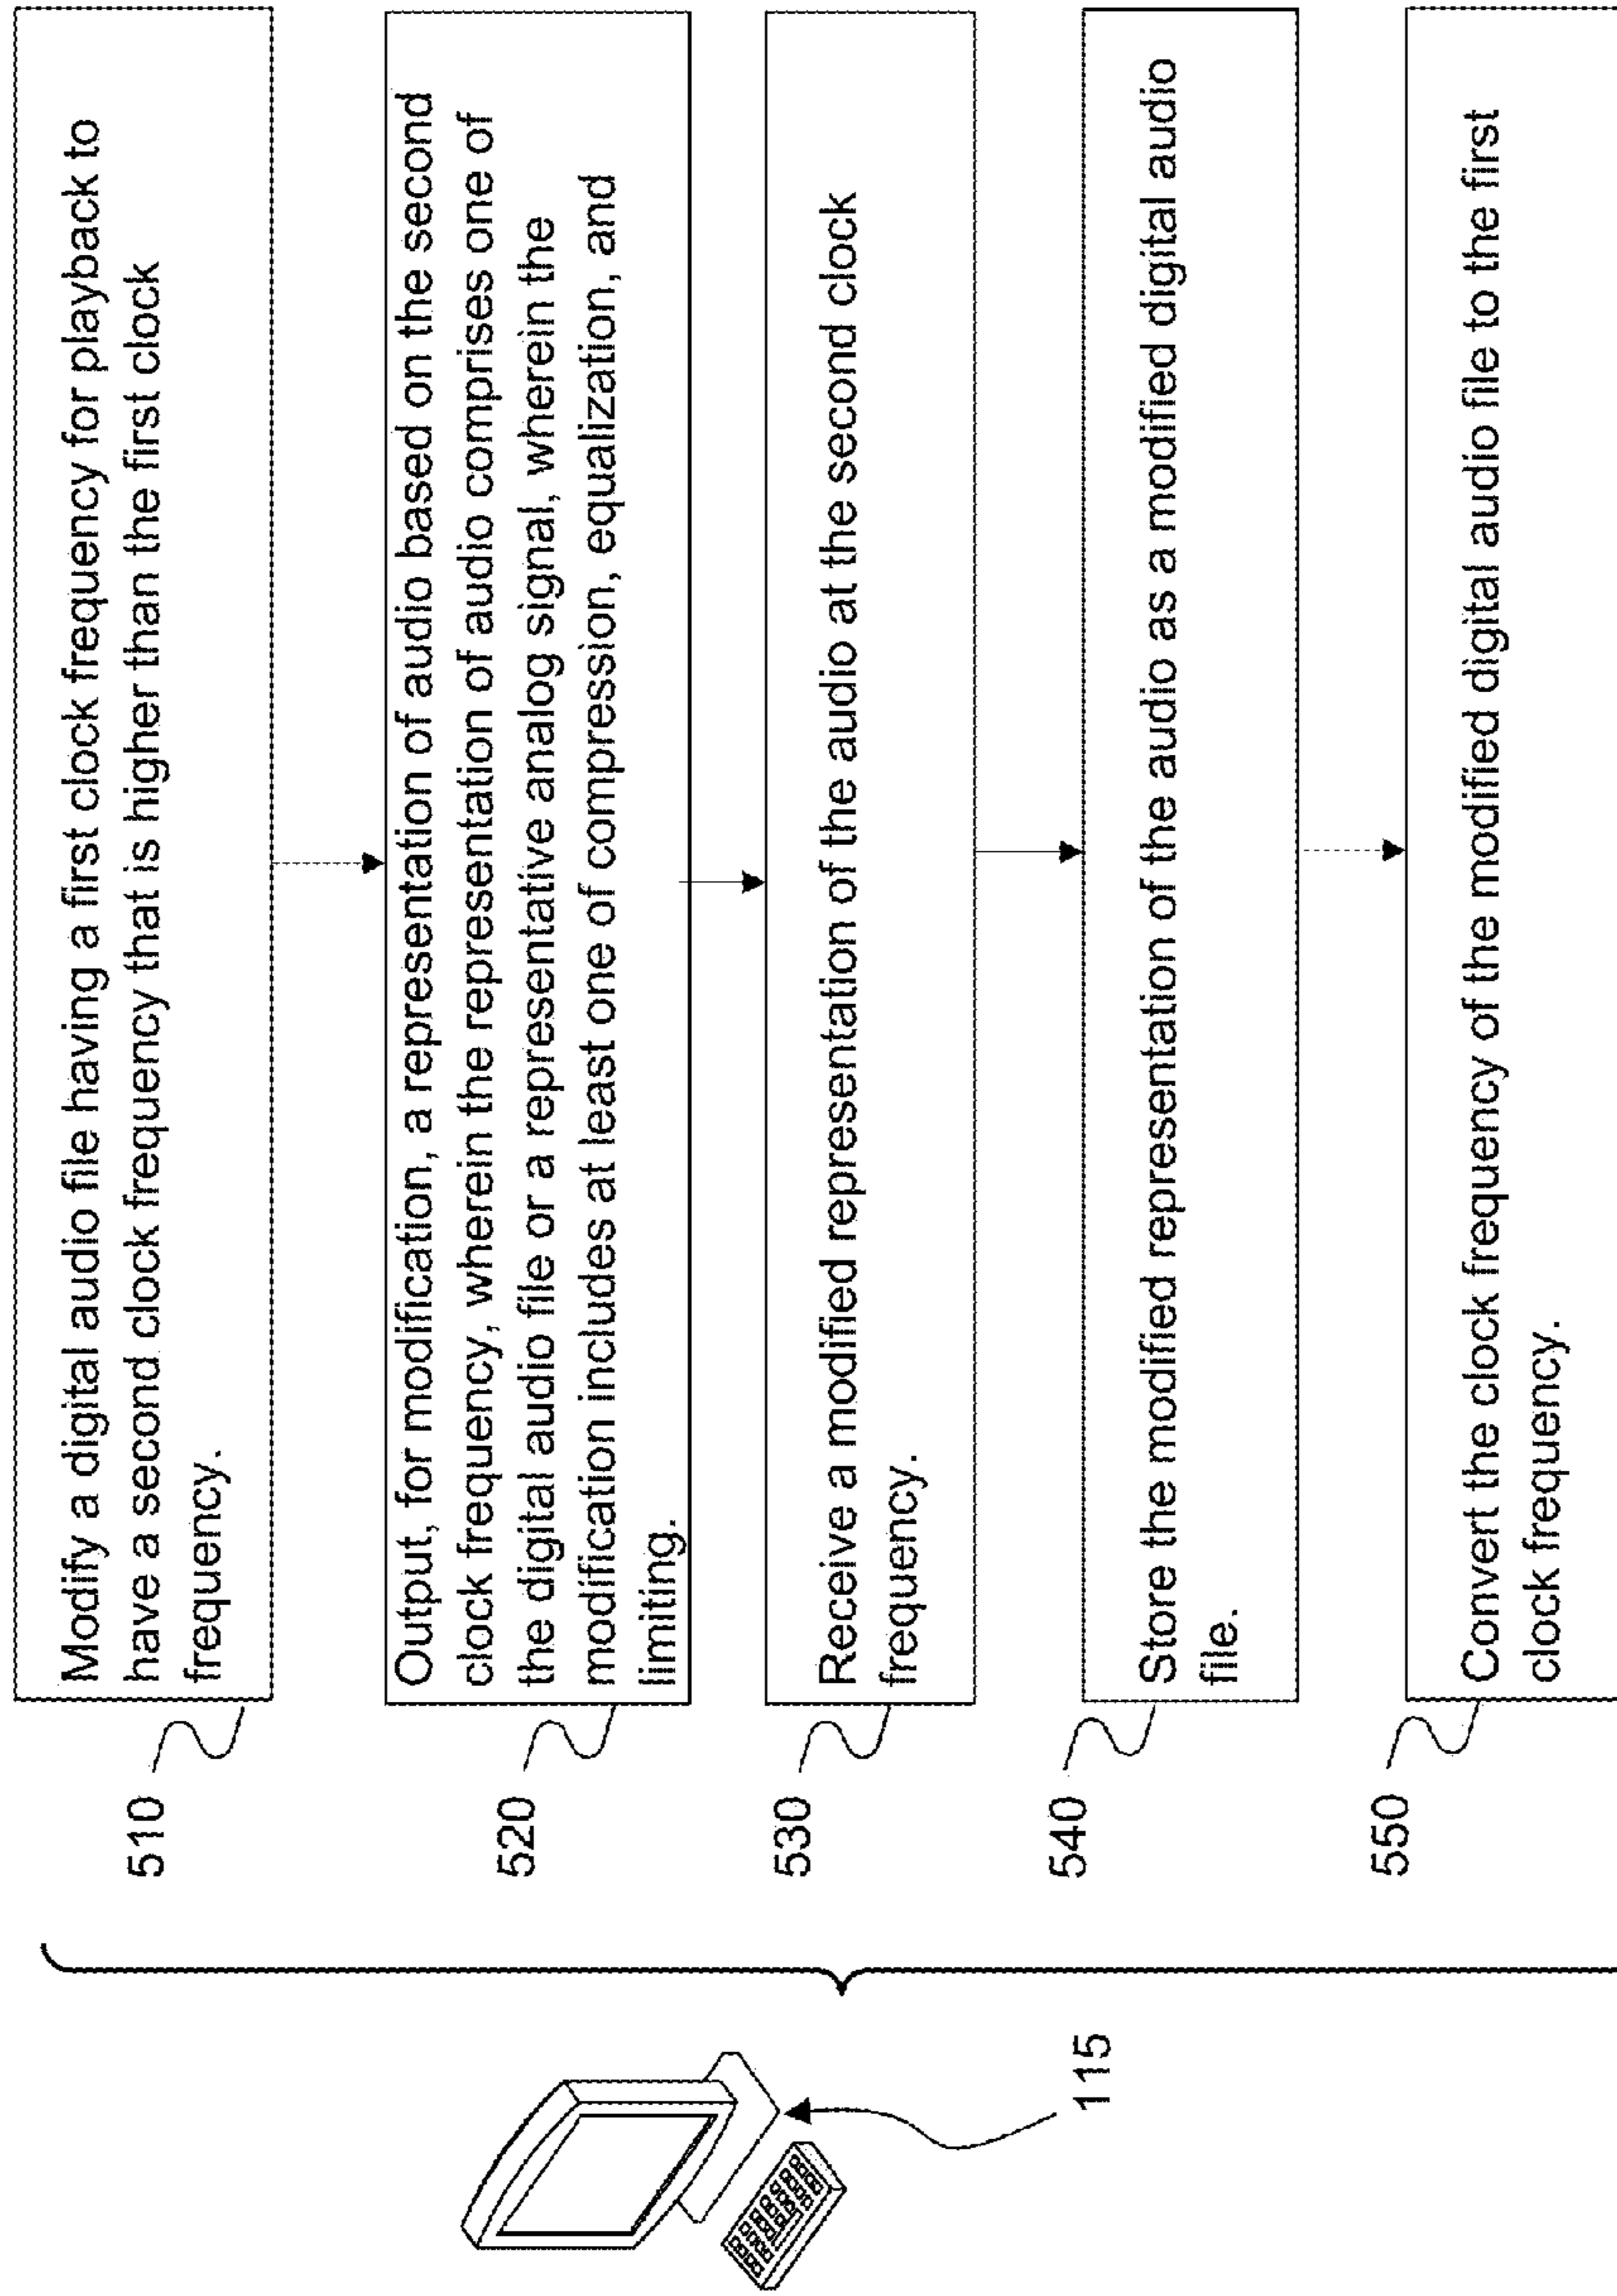 510
Modify a digital audio file having a first clock frequency for playback to
have a second clock frequency that is higher than the first clock
frequency.
520
Output, for modification, a representation of audio based on the second
clock frequency, wherein the representation of audio comprises one of
the digital audio file or a representative analog signal, wherein the
modification includes at least one of compression, equalization, and
limiting.
530
Receive a modified representation of the audio at the second clock
frequency.
540
Store the modified representation of the audio as a modified digital audio
file.
550
Convert the clock frequency of the modified digital audio file to the first
clock frequency.
115